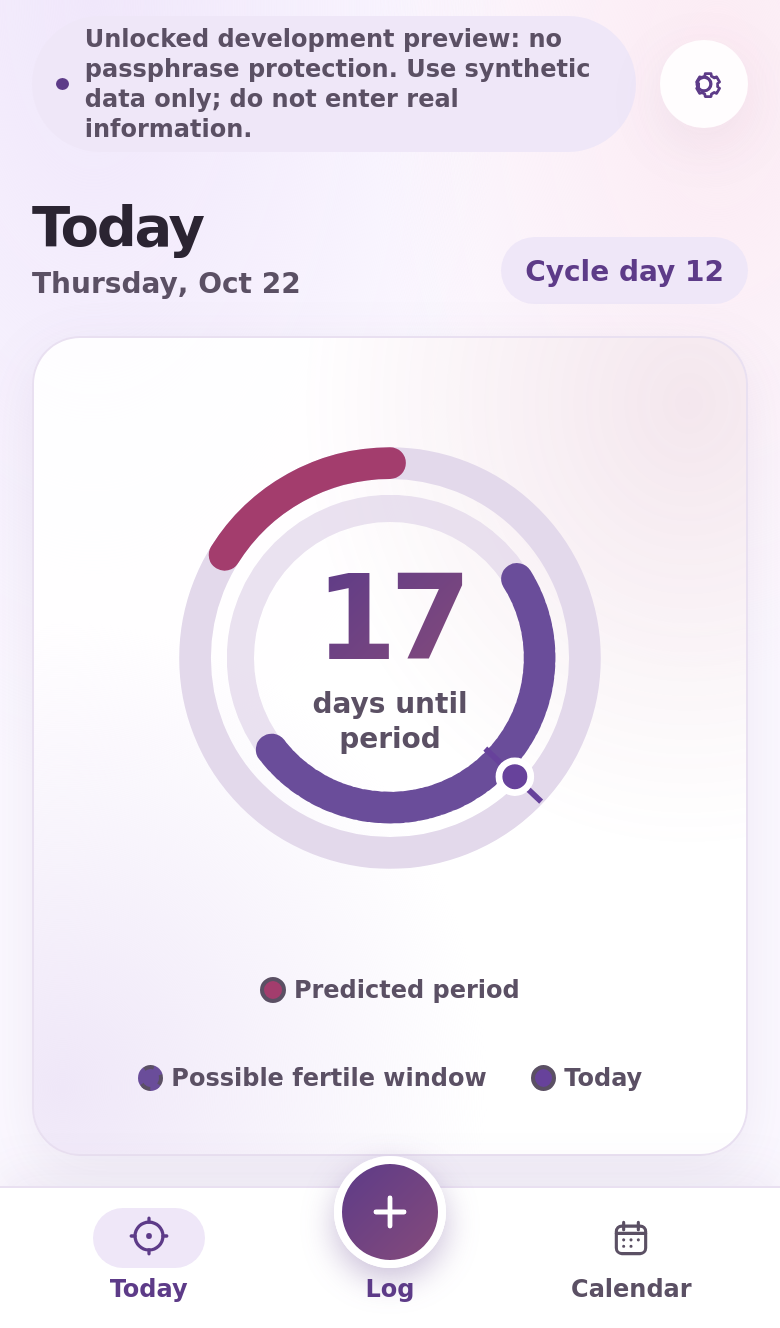 Unlocked development preview: no
passphrase protection. Use synthetic
data only; do not enter real
information.
Today
Thursday, Oct 22
Cycle day 12
17
days until
period
Predicted period
Possible fertile window
Today
Today
Log
Calendar